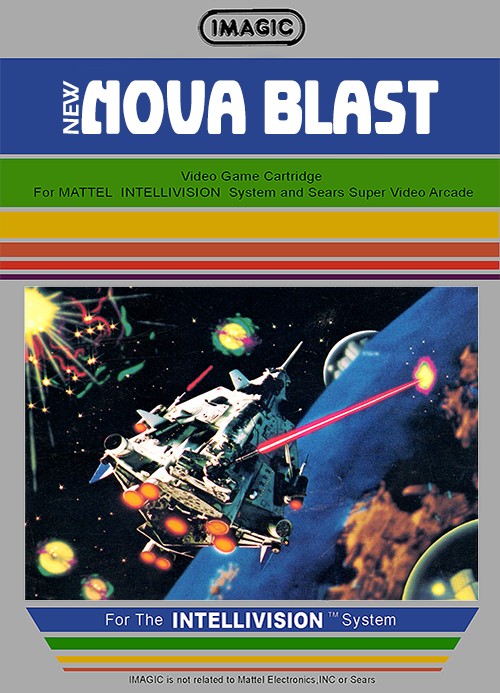 IMAGIC
NEW NOVA BLAST
Video Game Cartridge
For MATTEL INTELLIVISION System and Sears Super Video Arcade
For The INTELLIVISION™ System
IMAGIC is not related to Mattel Electronics,INC or Sears